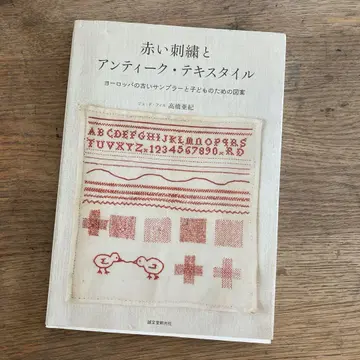 赤い刺繍と
アンティーク・テキスタイル
ヨーロッパの古いサンプラーと子どものための図案
高橋亜紀
ABCDEFGHIJKLMNOPQRS
TUVWXYZ
1234567890
RD
誠文堂新光社